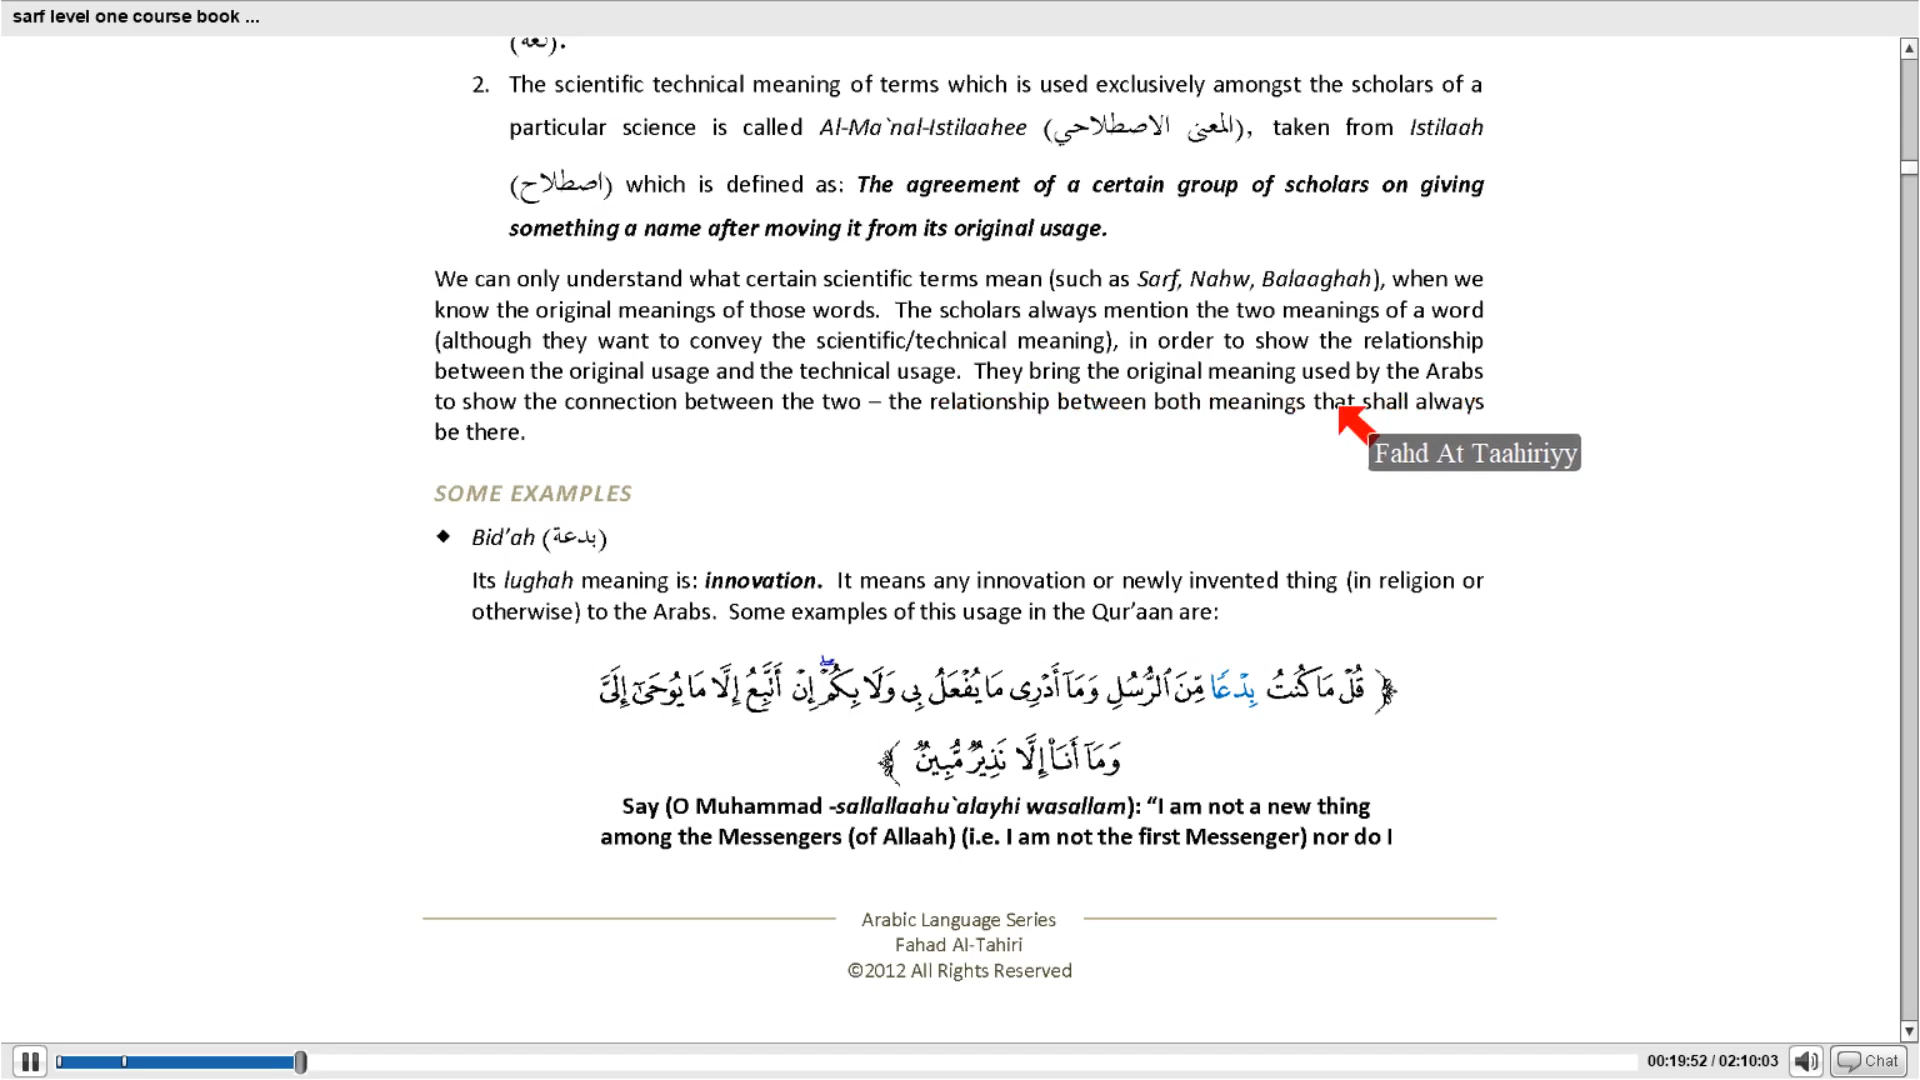 sarf level one course book ...
2. The scientific technical meaning of terms which is used exclusively amongst the scholars of a
particular science is called Al-Ma`nal-Istilaahee (المعنى الاصطلاحي), taken from Istilaah
(اصطلاح) which is defined as: The agreement of a certain group of scholars on giving
something a name after moving it from its original usage.
We can only understand what certain scientific terms mean (such as Sarf, Nahw, Balaaghah), when we
know the original meanings of those words. The scholars always mention the two meanings of a word
(although they want to convey the scientific/technical meaning), in order to show the relationship
between the original usage and the technical usage. They bring the original meaning used by the Arabs
to show the connection between the two – the relationship between both meanings that shall always
be there.
Fahd At Taahiriyy
SOME EXAMPLES
◆ Bid’ah (بدعة)
Its lughah meaning is: innovation. It means any innovation or newly invented thing (in religion or
otherwise) to the Arabs. Some examples of this usage in the Qur’aan are:
﴿ قُلْ مَا كُنتُ بِدْعًا مِّنَ ٱلرُّسُلِ وَمَآ أَدْرِى مَا يُفْعَلُ بِى وَلَا بِكُمْ ۖ إِنْ أَتَّبِعُ إِلَّا مَا يُوحَىٰٓ إِلَىَّ
وَمَآ أَنَا۠ إِلَّا نَذِيرٌ مُّبِينٌ ﴾
Say (O Muhammad -sallallaahu`alayhi wasallam): “I am not a new thing
among the Messengers (of Allaah) (i.e. I am not the first Messenger) nor do I
Arabic Language Series
Fahad Al-Tahiri
©2012 All Rights Reserved
00:19:52 / 02:10:03
Chat